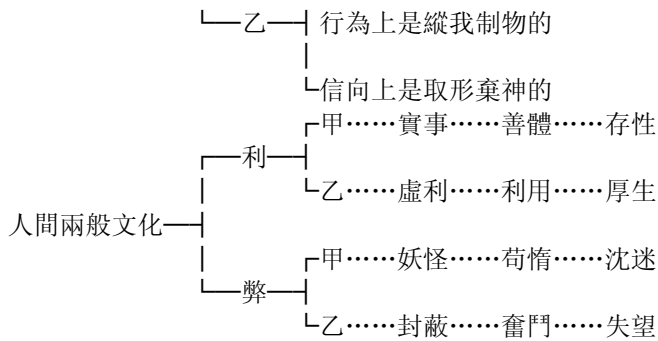 乙 行為上是縱我制物的
信向上是取形棄神的
甲……實事……善體……存性
利
乙……虛利……利用……厚生
人間兩般文化
甲……妖怪……苟惰……沈迷
弊
乙……封蔽……奮鬥……失望